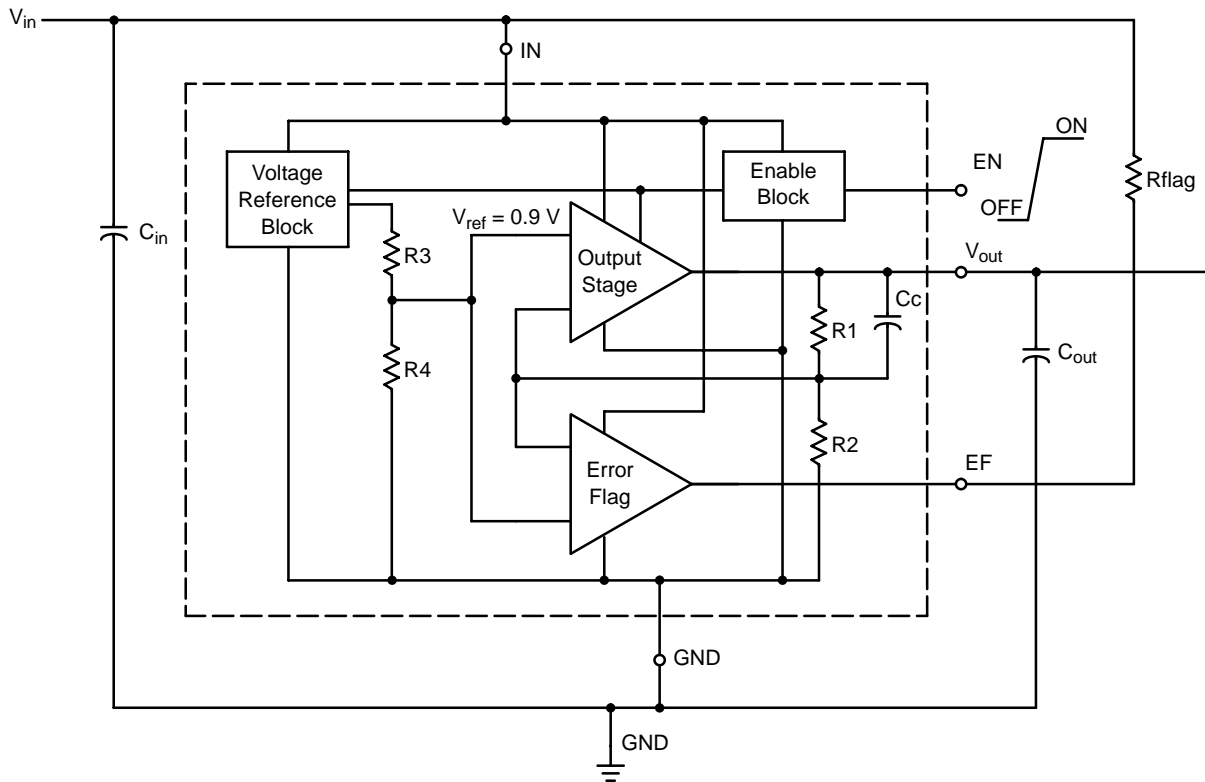 Vin
IN
Voltage
Reference
Block
Enable
Block
EN
ON
OFF
Rflag
Cin
Vref = 0.9 V
R3
Output
Stage
Vout
Cc
R1
R4
Cout
R2
Error
Flag
EF
GND
GND